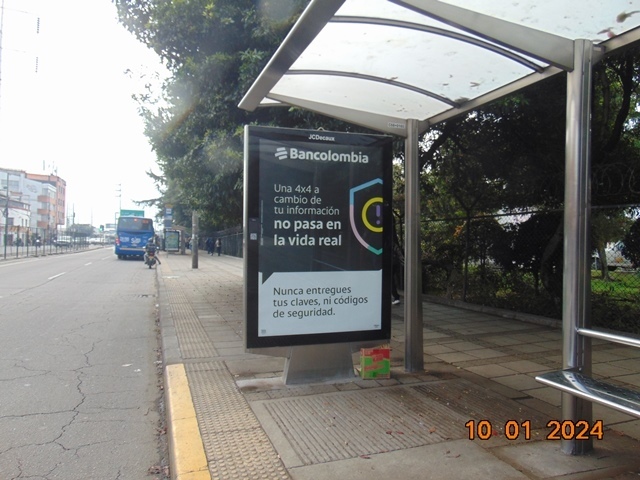 JCDecaux
Bancolombia
Una 4x4 a
cambio de
tu información
no pasa en
la vida real
Nunca entregues
tus claves, ni códigos
de seguridad.
10 01 2024